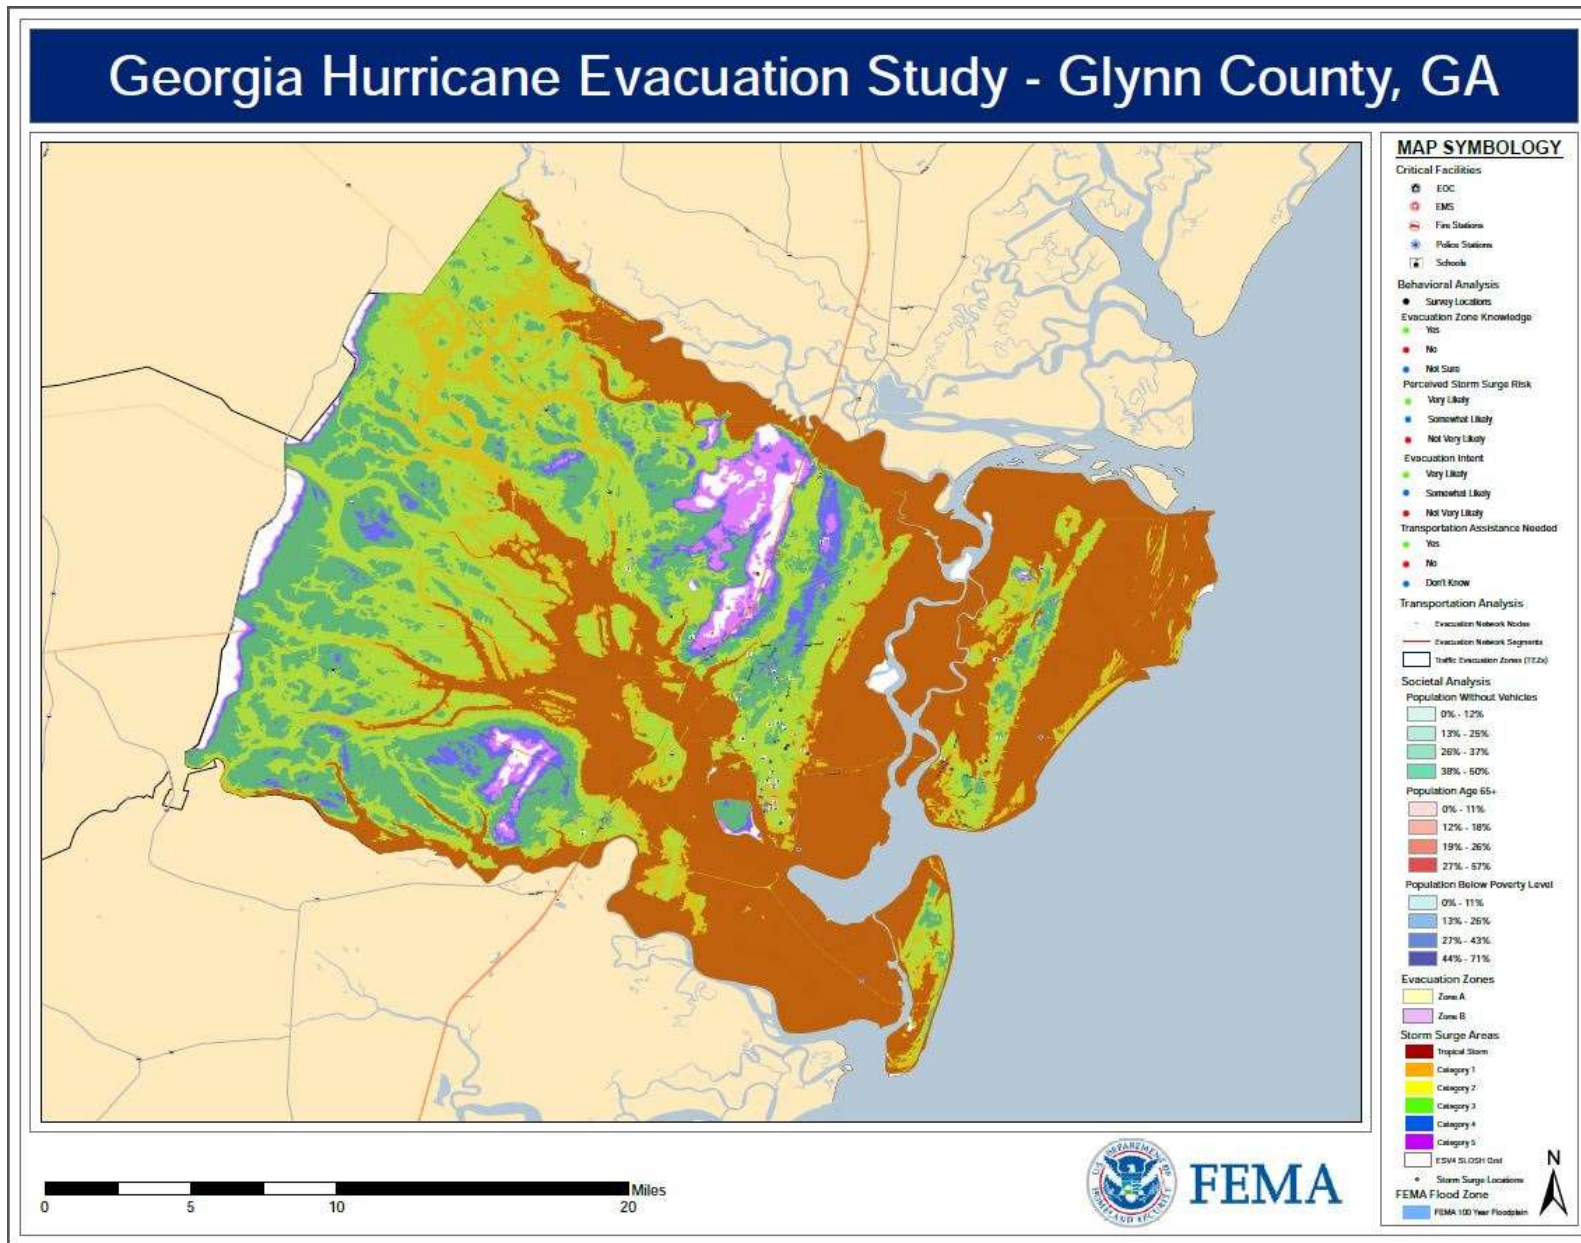 Georgia Hurricane Evacuation Study - Glynn County, GA
MAP SYMBOLOGY
Critical Facilities
EOC
EMS
Fire Stations
Police Stations
Schools
Behavioral Analysis
Survey Locations
Evacuation Zone Knowledge
Yes
No
Not Sure
Perceived Storm Surge Risk
Very Likely
Somewhat Likely
Not Very Likely
Evacuation Intent
Very Likely
Somewhat Likely
Not Very Likely
Transportation Assistance Needed
Yes
No
Don't Know
Transportation Analysis
Evacuation Network Nodes
Evacuation Network Segments
Traffic Evacuation Zones (TEZs)
Societal Analysis
Population Without Vehicles
0% - 12%
13% - 25%
26% - 37%
38% - 50%
Population Age 65+
0% - 11%
12% - 18%
19% - 26%
27% - 57%
Population Below Poverty Level
0% - 11%
13% - 26%
27% - 43%
44% - 71%
Evacuation Zones
Zone A
Zone B
Storm Surge Areas
Tropical Storm
Category 1
Category 2
Category 3
Category 4
Category 5
ESV4 SLOSH Grid
Storm Surge Locations
FEMA Flood Zone
FEMA 100 Year Floodplain
N
0 5 10 20 Miles
U.S. DEPARTMENT OF HOMELAND SECURITY
FEMA